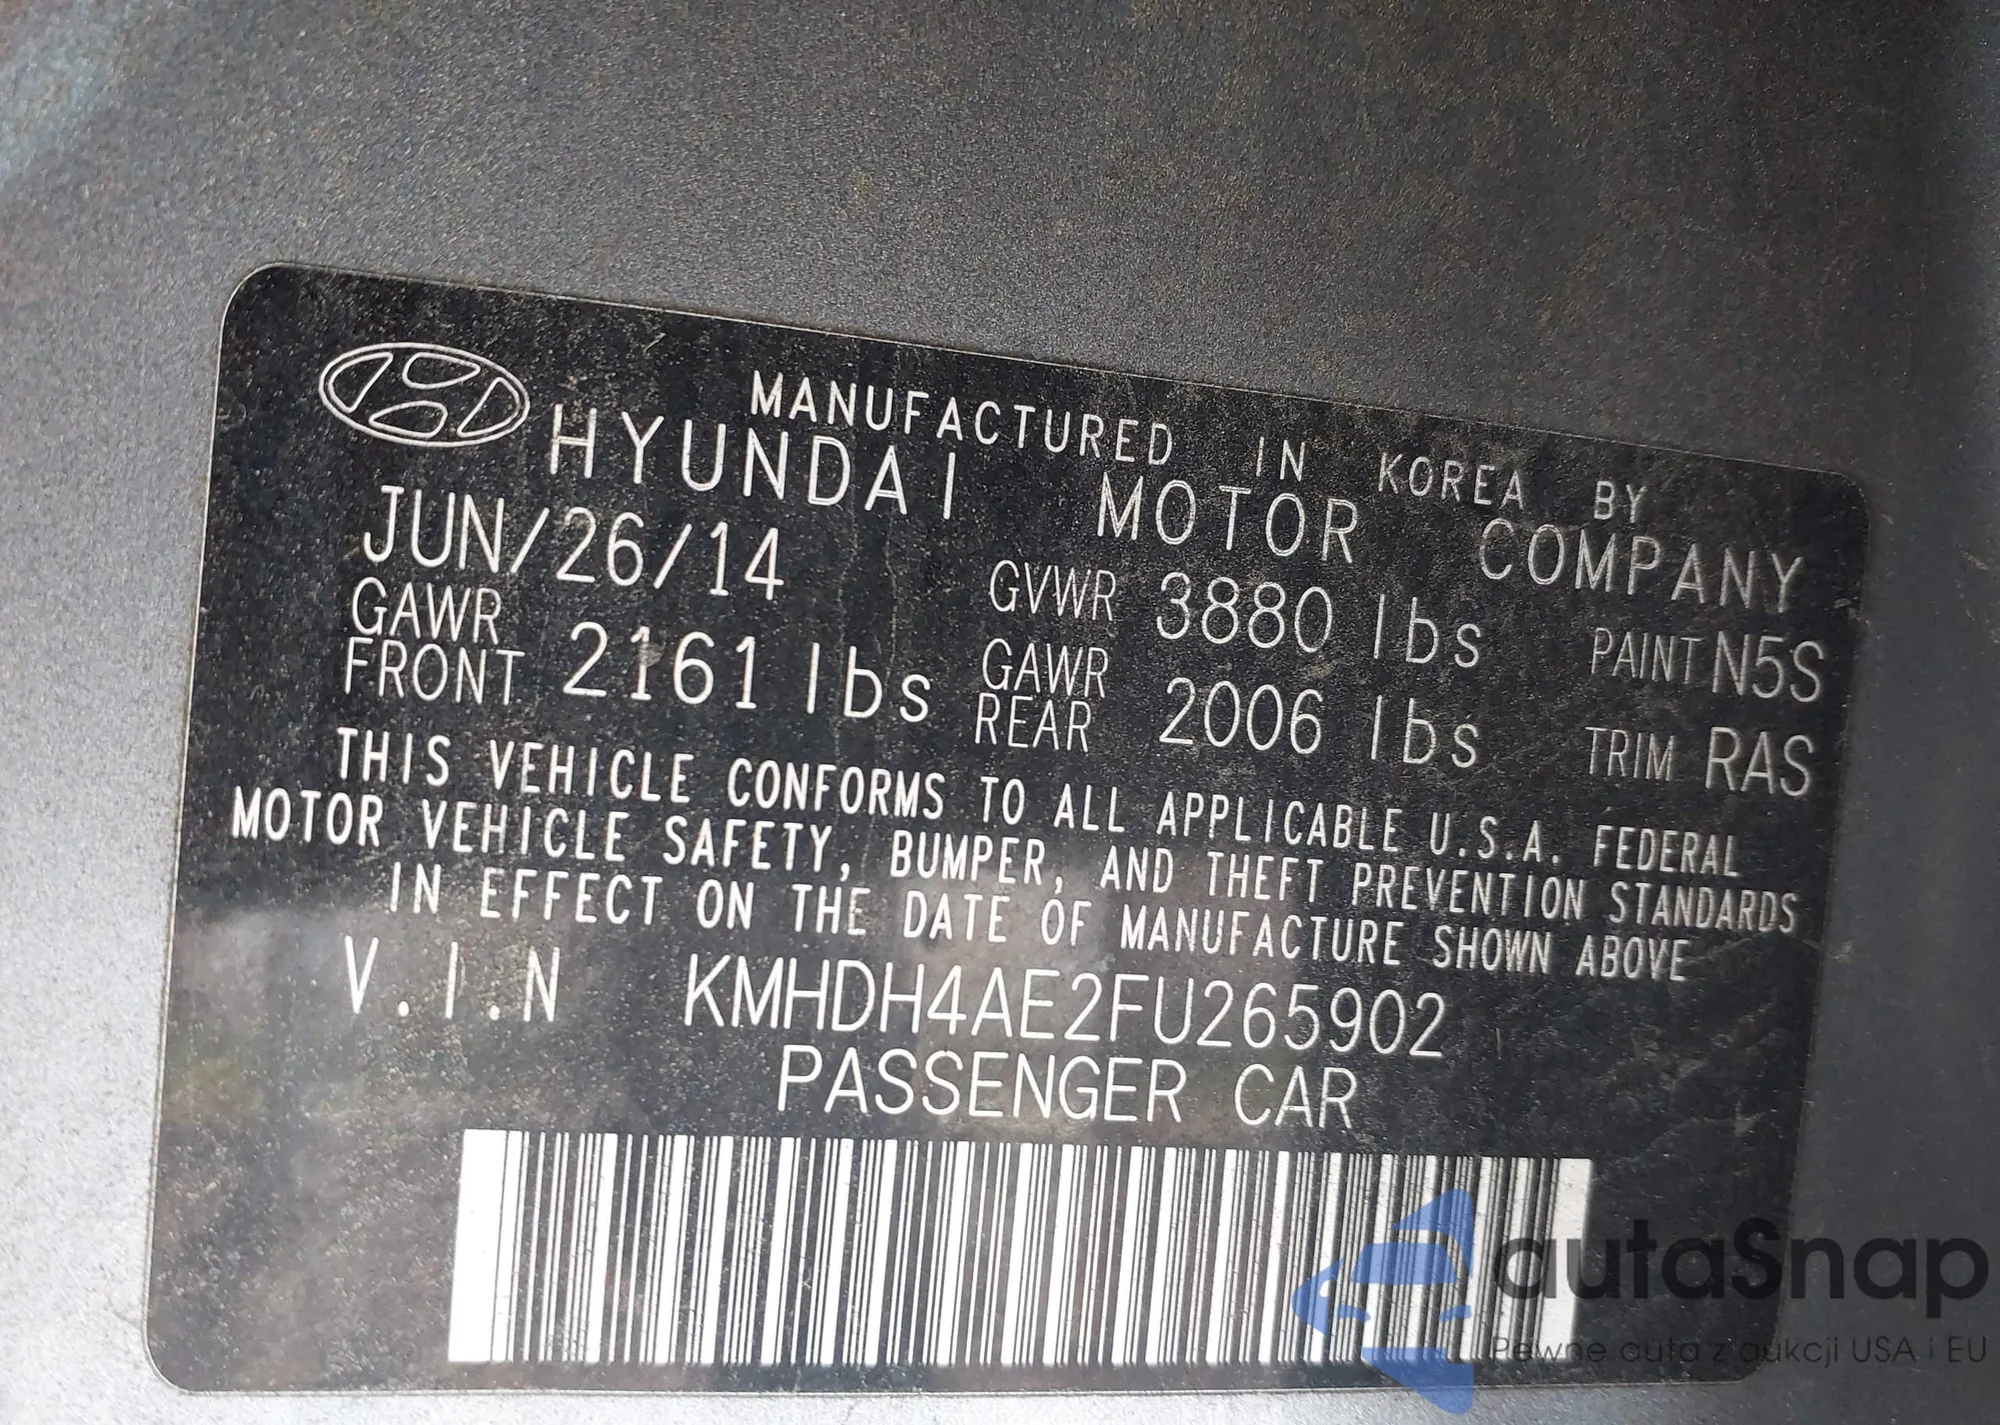 MANUFACTURED IN KOREA BY
HYUNDAI MOTOR COMPANY
JUN/26/14 GVWR 3880 lbs PAINT N5S
GAWR FRONT 2161 lbs GAWR REAR 2006 lbs TRIM RAS
THIS VEHICLE CONFORMS TO ALL APPLICABLE U.S.A. FEDERAL
MOTOR VEHICLE SAFETY, BUMPER, AND THEFT PREVENTION STANDARDS
IN EFFECT ON THE DATE OF MANUFACTURE SHOWN ABOVE
V.I.N KMHDH4AE2FU265902
PASSENGER CAR
autaSnap
Pewne auta z aukcji USA i EU